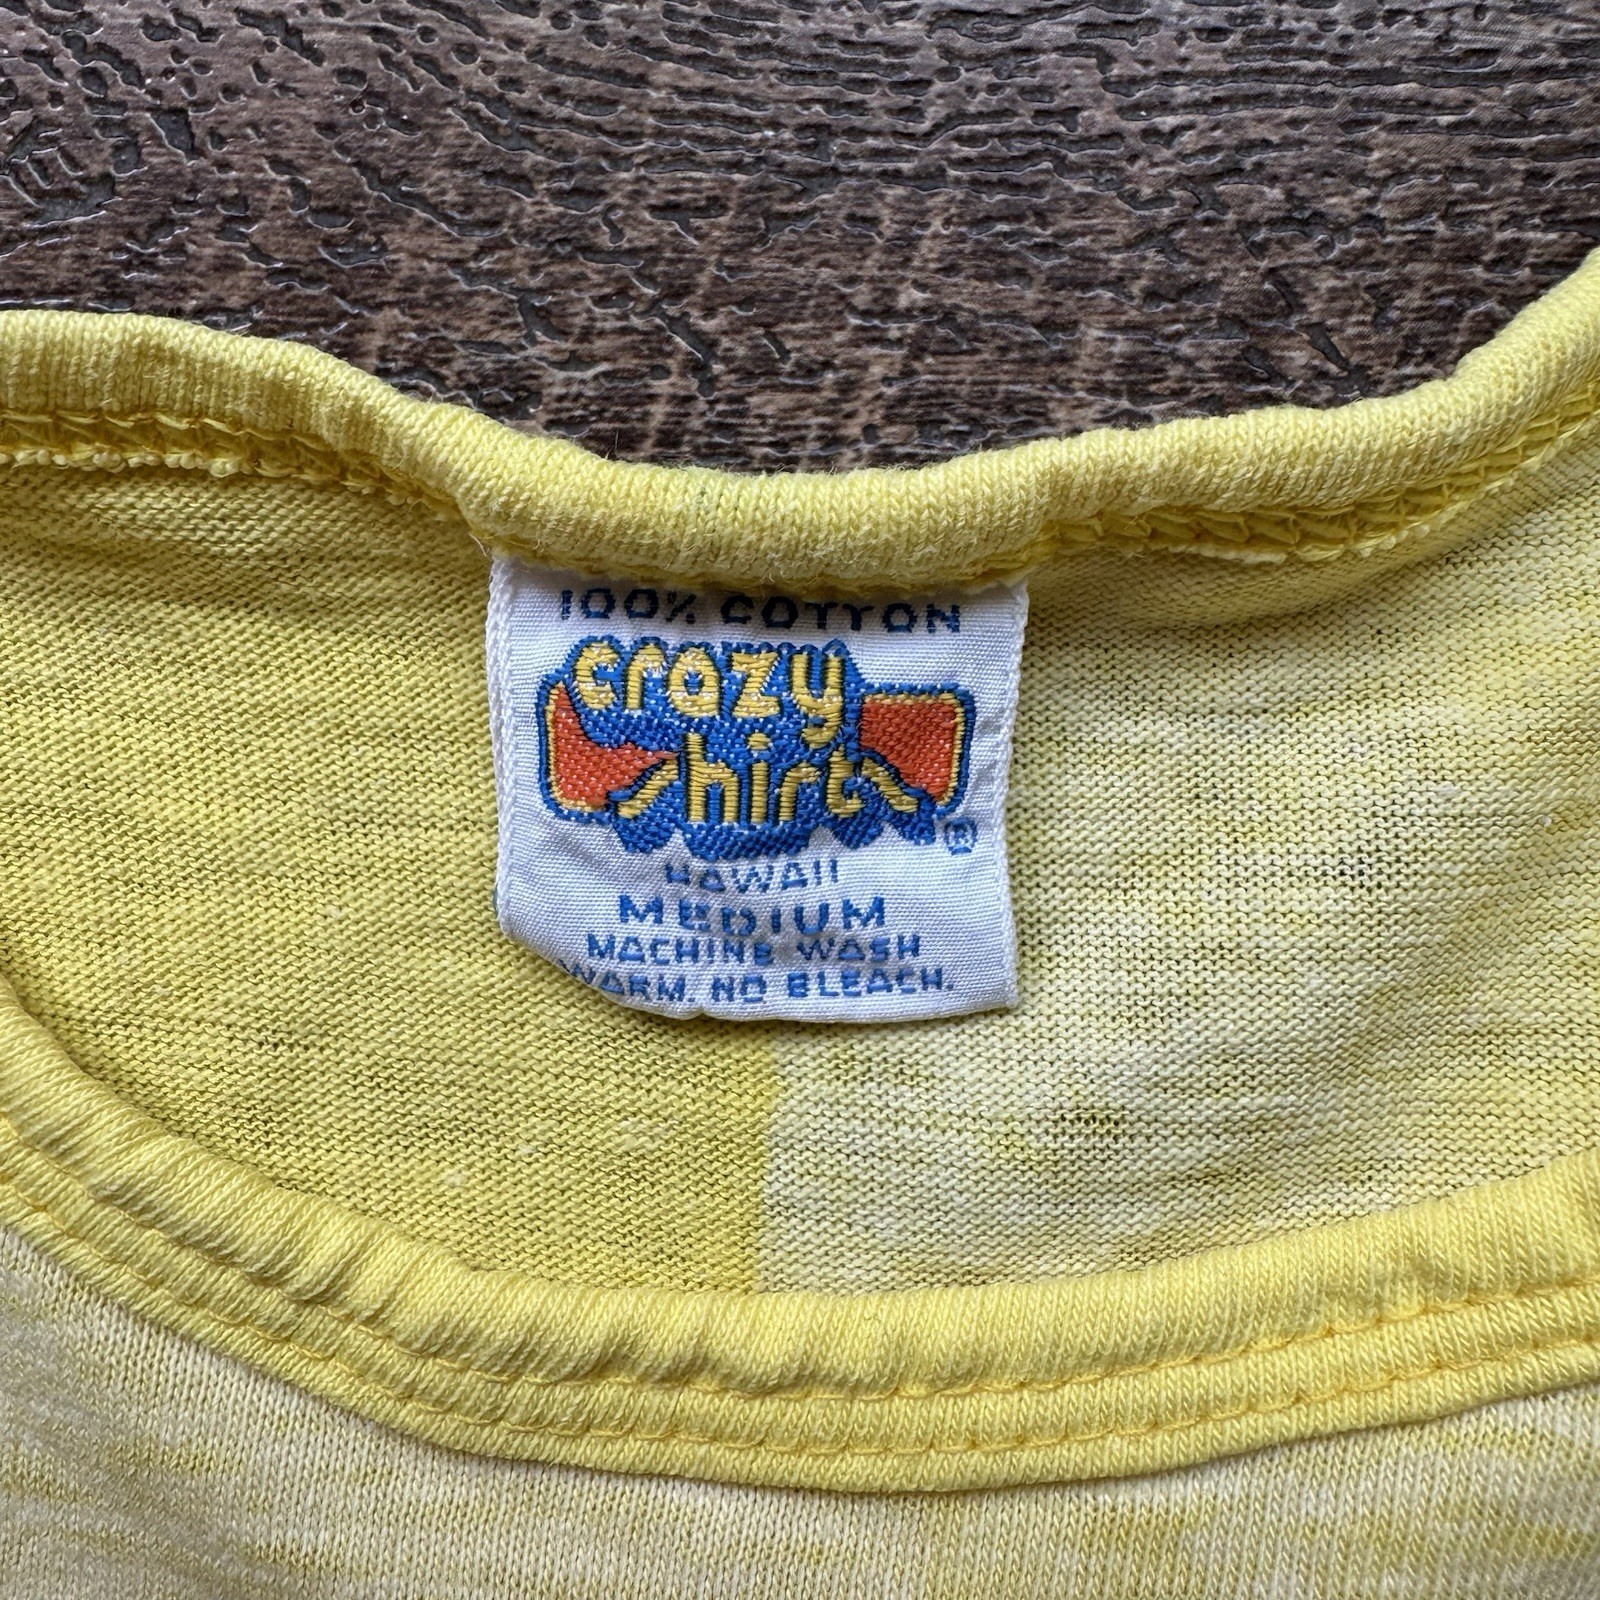 100% COTTON
crazy
shirts
®
HAWAII
MEDIUM
MACHINE WASH
WARM. NO BLEACH.